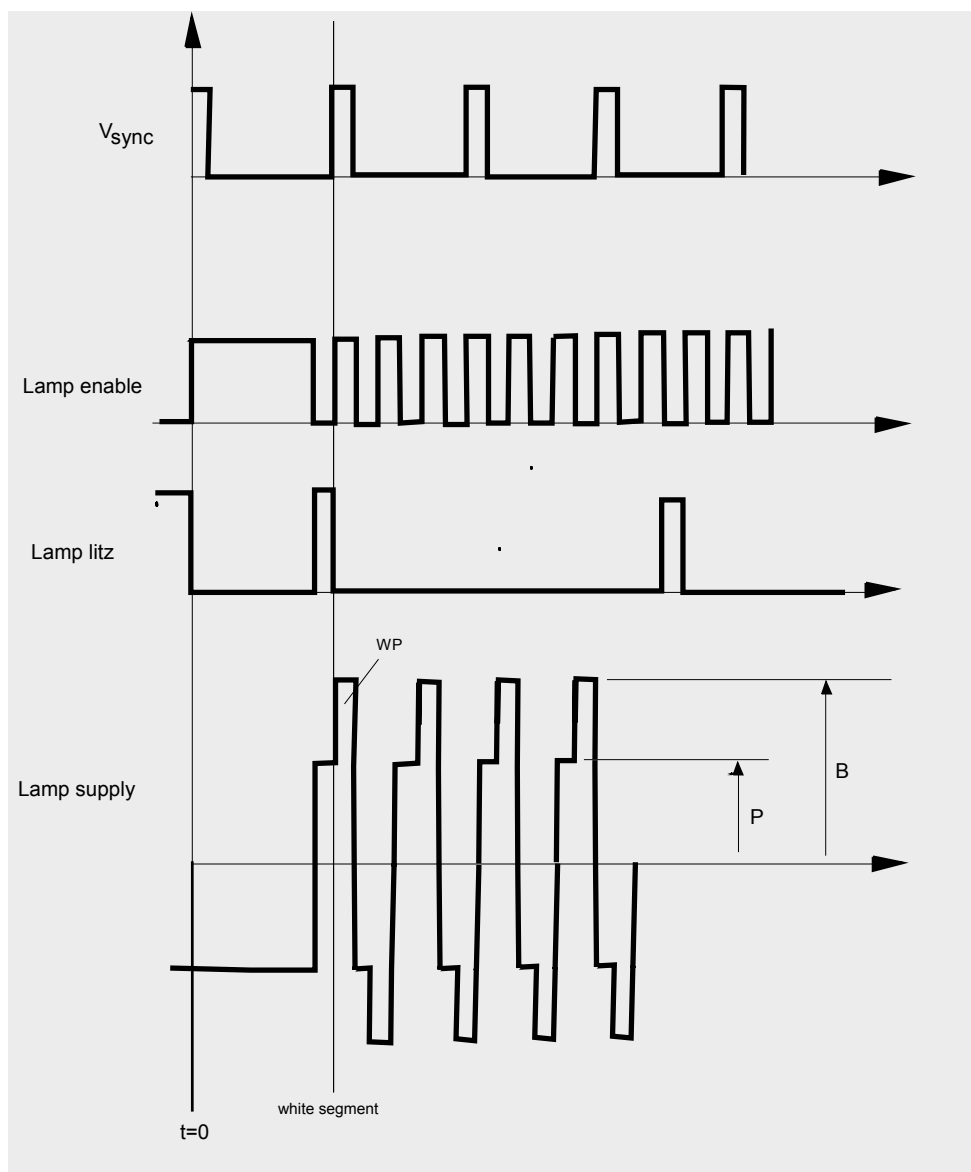 Vsync
Lamp enable
Lamp litz
WP
Lamp supply
B
P
white segment
t=0